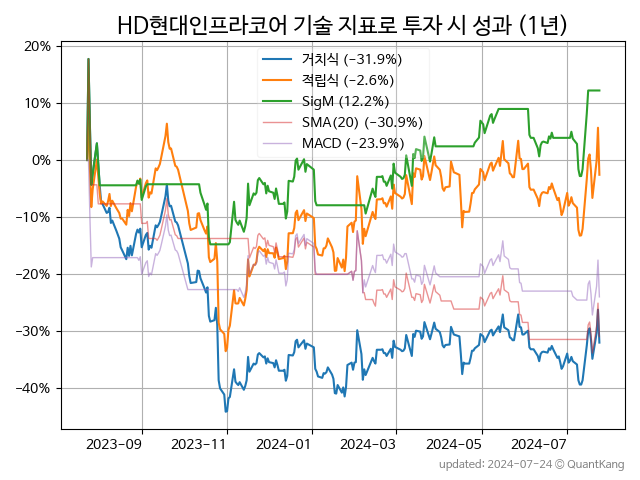 HD현대인프라코어 기술 지표로 투자 시 성과 (1년)
20%
10%
0%
−10%
−20%
−30%
−40%
거치식 (−31.9%)
적립식 (−2.6%)
SigM (12.2%)
SMA(20) (−30.9%)
MACD (−23.9%)
2023−09
2023−11
2024−01
2024−03
2024−05
2024−07
updated: 2024−07−24 @ QuantKang